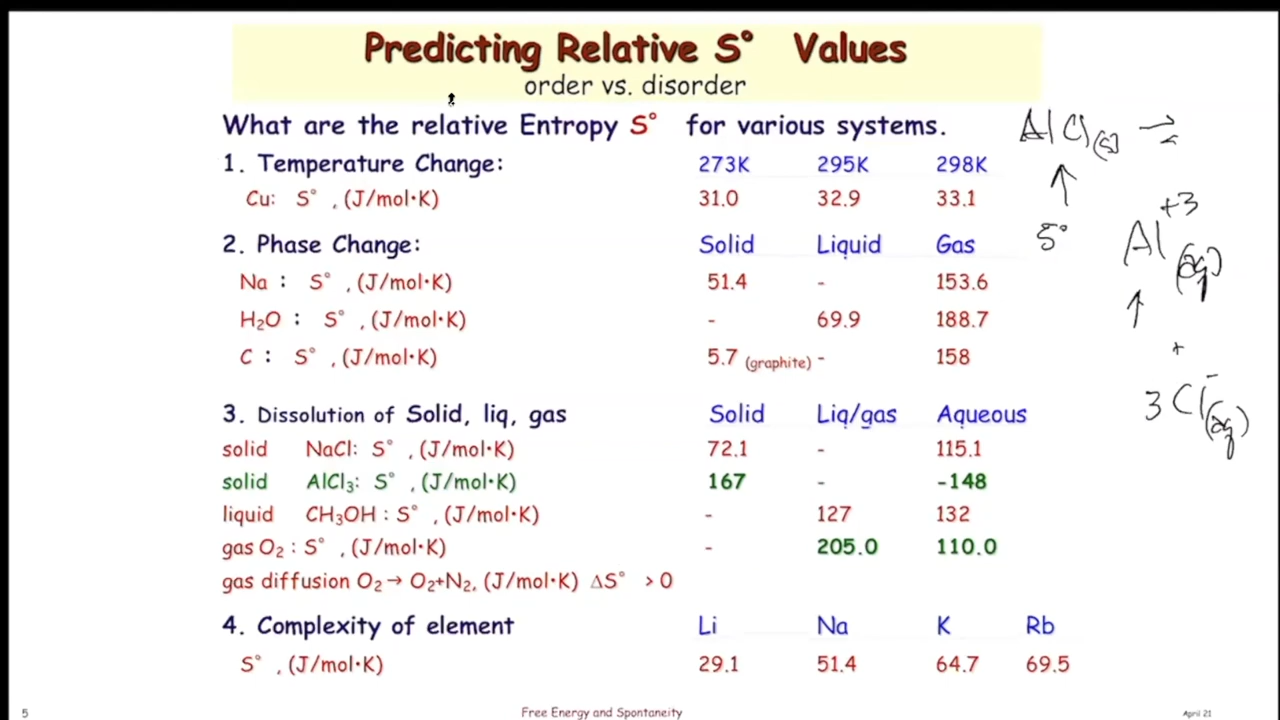 Predicting Relative S° Values
order vs. disorder
What are the relative Entropy S° for various systems.
1. Temperature Change: 273K 295K 298K
Cu: S° , (J/mol·K) 31.0 32.9 33.1
2. Phase Change: Solid Liquid Gas
Na : S° , (J/mol·K) 51.4 - 153.6
H₂O : S° , (J/mol·K) - 69.9 188.7
C : S° , (J/mol·K) 5.7 (graphite) - 158
3. Dissolution of Solid, liq, gas Solid Liq/gas Aqueous
solid NaCl: S° , (J/mol·K) 72.1 - 115.1
solid AlCl₃: S° , (J/mol·K) 167 - -148
liquid CH₃OH : S° , (J/mol·K) - 127 132
gas O₂ : S° , (J/mol·K) - 205.0 110.0
gas diffusion O₂ → O₂+N₂, (J/mol·K) ΔS° > 0
4. Complexity of element Li Na K Rb
S° , (J/mol·K) 29.1 51.4 64.7 69.5
AlCl(s) ⇌
↑
S°
Al+3(aq)
↑
+
3Cl-(aq)
5 Free Energy and Spontaneity April 21